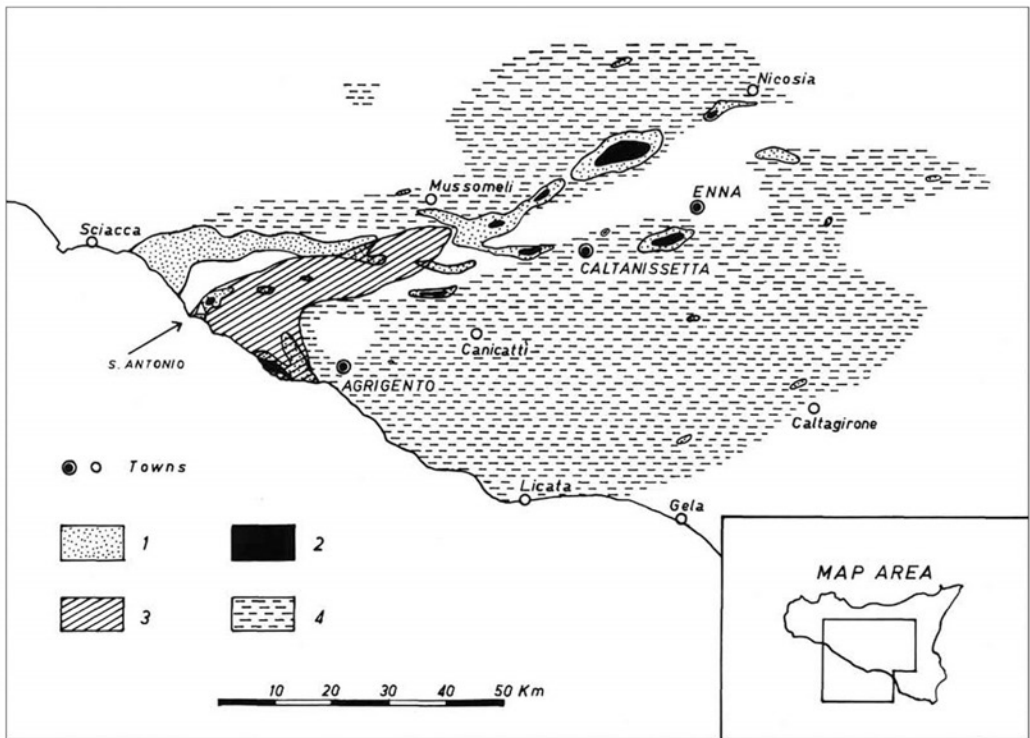 Nicosia
Mussomeli
ENNA
Sciacca
CALTANISSETTA
S. ANTONIO
Canicattì
AGRIGENTO
Caltagirone
Towns
Licata
Gela
1
2
3
4
MAP AREA
10 20 30 40 50 Km